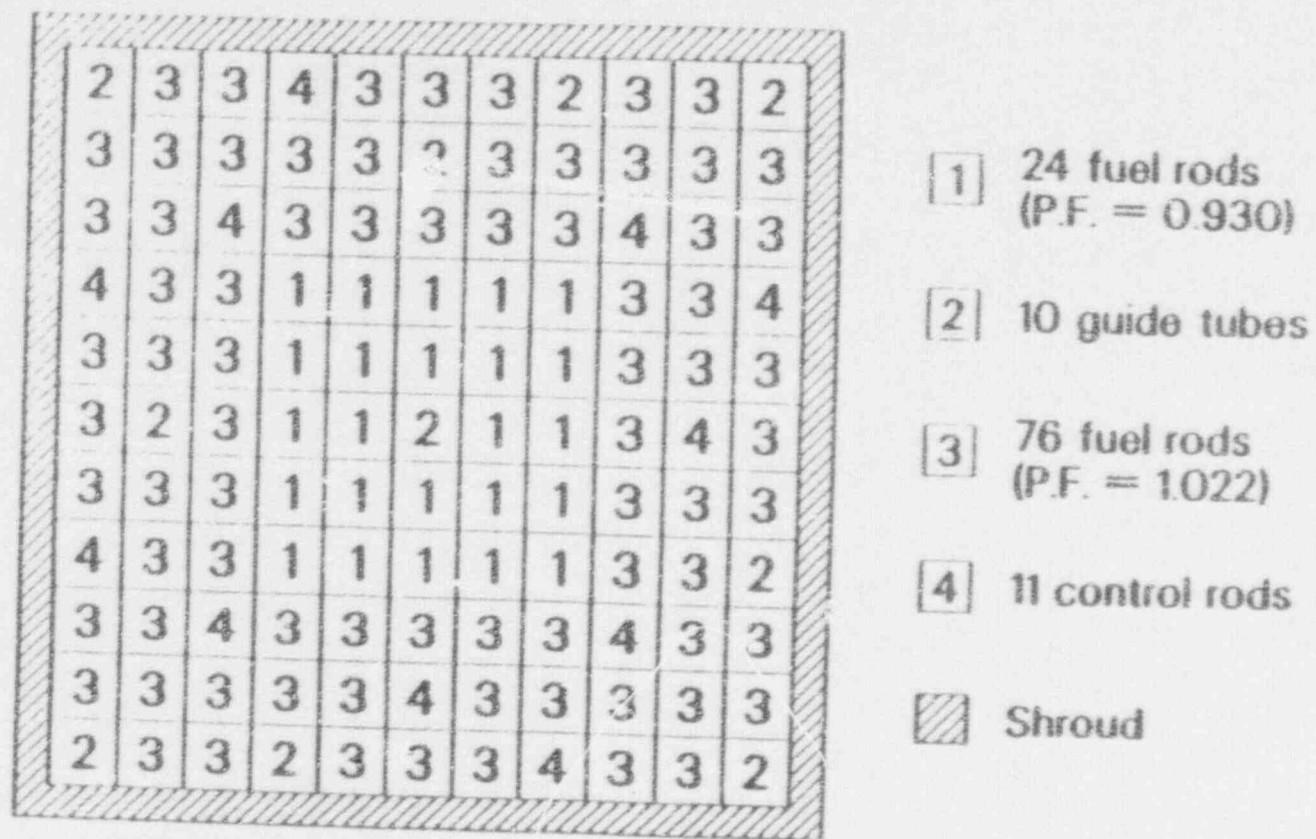 2 3 3 4 3 3 3 2 3 3 2
3 3 3 3 3 2 3 3 3 3 3
3 3 4 3 3 3 3 3 4 3 3
4 3 3 1 1 1 1 1 3 3 4
3 3 3 1 1 1 1 1 3 3 3
3 2 3 1 1 2 1 1 3 4 3
3 3 3 1 1 1 1 1 3 3 3
4 3 3 1 1 1 1 1 3 3 2
3 3 4 3 3 3 3 3 4 3 3
3 3 3 3 3 4 3 3 3 3 3
2 3 3 2 3 3 3 4 3 3 2
1 24 fuel rods
(P.F. = 0.930)
2 10 guide tubes
3 76 fuel rods
(P.F. = 1.022)
4 11 control rods
Shroud